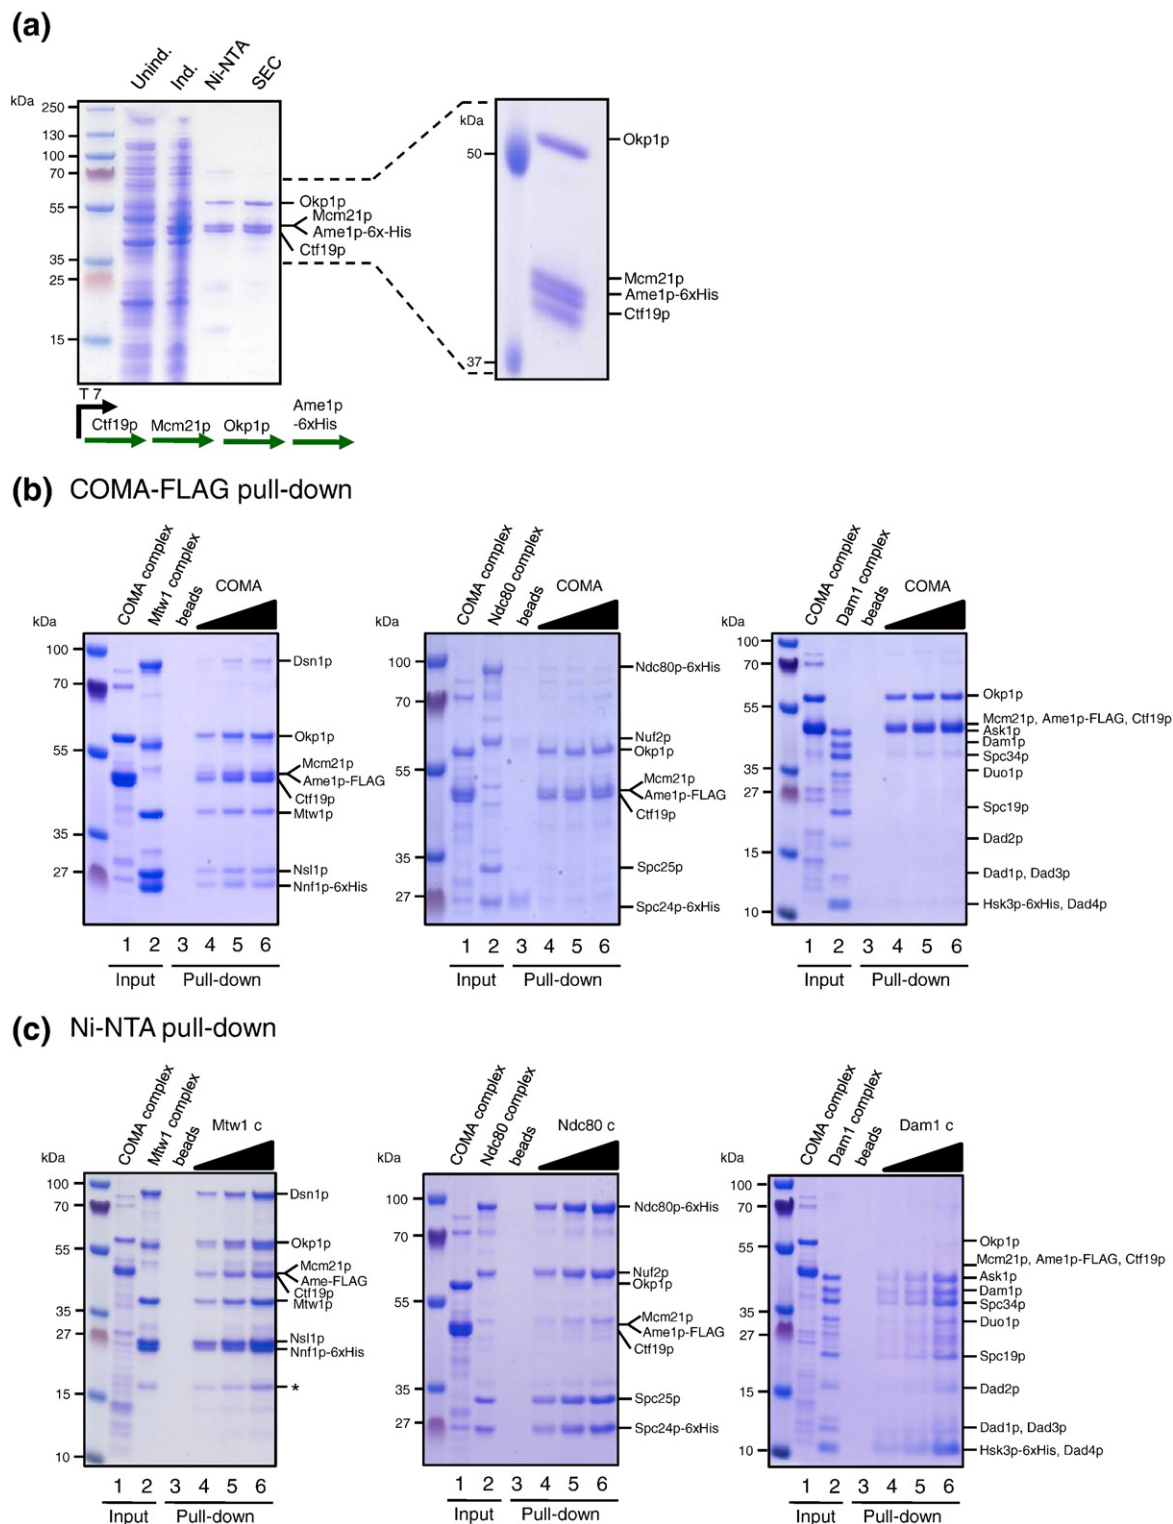 (a)
Unind.
Ind.
Ni-NTA
SEC
kDa
250
130
100
70
55
35
25
15
Okp1p
Mcm21p
Ame1p-6x-His
Ctf19p
kDa
50
37
Okp1p
Mcm21p
Ame1p-6xHis
Ctf19p
T 7
Ctf19p
Mcm21p
Okp1p
Ame1p
-6xHis
(b) COMA-FLAG pull-down
COMA complex
Mtw1 complex
beads
COMA
kDa
100
70
55
35
27
Dsn1p
Okp1p
Mcm21p
Ame1p-FLAG
Ctf19p
Mtw1p
Nsl1p
Nnf1p-6xHis
1 2 3 4 5 6
Input Pull-down
COMA complex
Ndc80 complex
beads
COMA
kDa
100
70
55
35
27
Ndc80p-6xHis
Nuf2p
Okp1p
Mcm21p
Ame1p-FLAG
Ctf19p
Spc25p
Spc24p-6xHis
1 2 3 4 5 6
Input Pull-down
COMA complex
Dam1 complex
beads
COMA
kDa
100
70
55
35
27
15
10
Okp1p
Mcm21p, Ame1p-FLAG, Ctf19p
Ask1p
Dam1p
Spc34p
Duo1p
Spc19p
Dad2p
Dad1p, Dad3p
Hsk3p-6xHis, Dad4p
1 2 3 4 5 6
Input Pull-down
(c) Ni-NTA pull-down
COMA complex
Mtw1 complex
beads
Mtw1 c
kDa
100
70
55
35
27
15
10
Dsn1p
Okp1p
Mcm21p
Ame-FLAG
Ctf19p
Mtw1p
Nsl1p
Nnf1p-6xHis
*
1 2 3 4 5 6
Input Pull-down
COMA complex
Ndc80 complex
beads
Ndc80 c
kDa
100
70
55
35
27
Ndc80p-6xHis
Nuf2p
Okp1p
Mcm21p
Ame1p-FLAG
Ctf19p
Spc25p
Spc24p-6xHis
1 2 3 4 5 6
Input Pull-down
COMA complex
Dam1 complex
beads
Dam1 c
kDa
100
70
55
35
27
15
10
Okp1p
Mcm21p, Ame1p-FLAG, Ctf19p
Ask1p
Dam1p
Spc34p
Duo1p
Spc19p
Dad2p
Dad1p, Dad3p
Hsk3p-6xHis, Dad4p
1 2 3 4 5 6
Input Pull-down